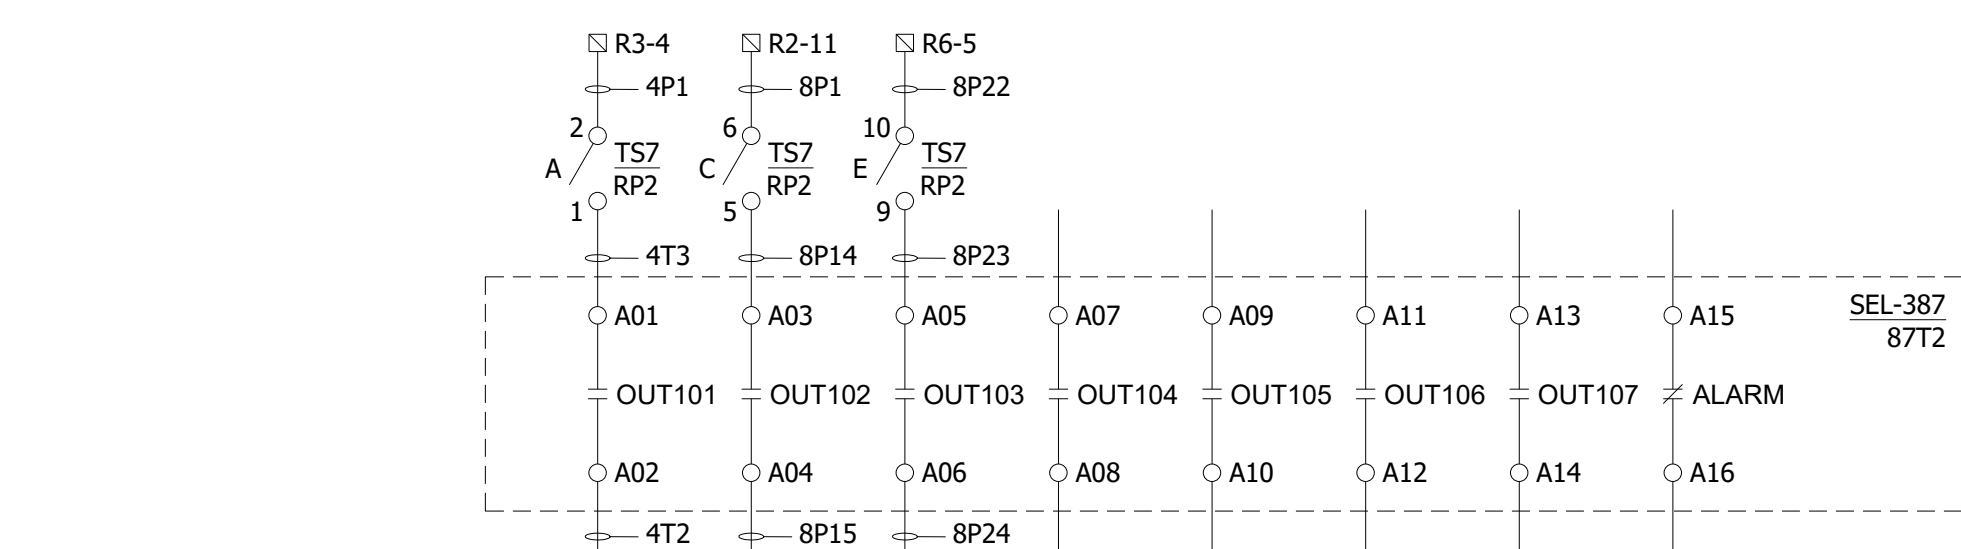 R3-4 R2-11 R6-5
4P1 8P1 8P22
2 6 10
A TS7 C TS7 E TS7
RP2 RP2 RP2
1 5 9
4T3 8P14 8P23
A01 A03 A05 A07 A09 A11 A13 A15 SEL-387
87T2
OUT101 OUT102 OUT103 OUT104 OUT105 OUT106 OUT107 ALARM
A02 A04 A06 A08 A10 A12 A14 A16
4T2 8P15 8P24